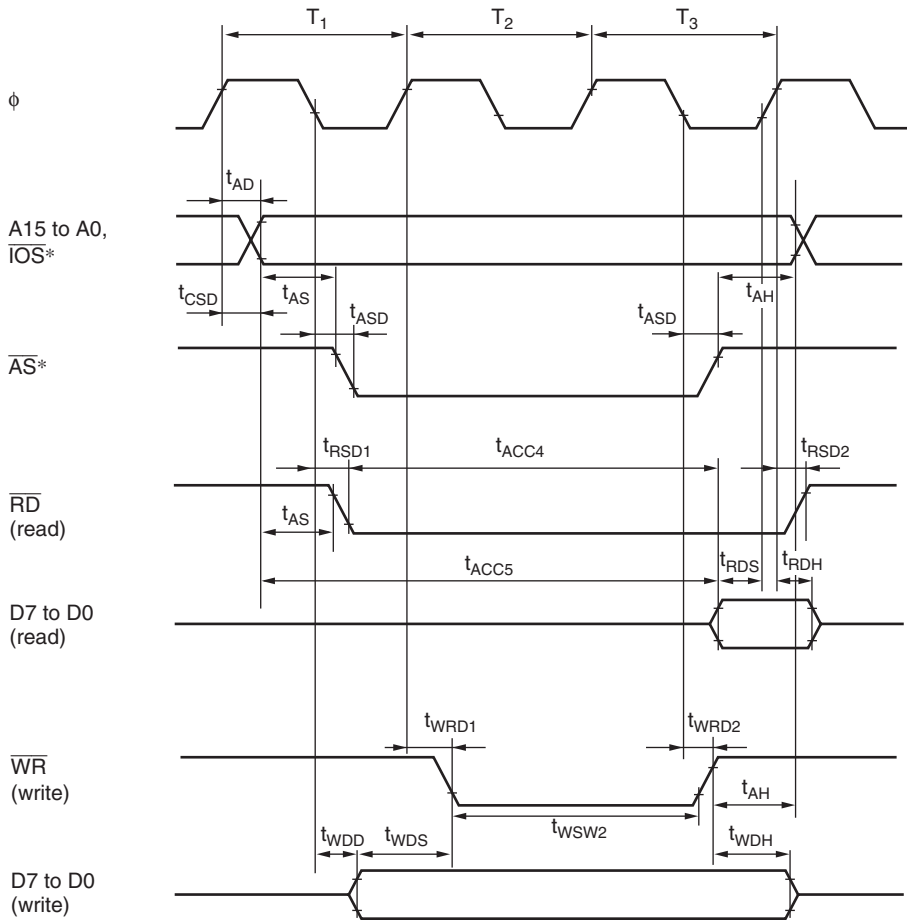 T1 T2 T3
ϕ
tAD
A15 to A0,
IOS*
tCSD tAS tASD tASD tAH
AS*
tRSD1 tACC4 tRSD2
RD
(read)
tAS
tACC5 tRDS tRDH
D7 to D0
(read)
tWRD1 tWRD2
WR
(write)
tAH
tWSW2
tWDD tWDS tWDH
D7 to D0
(write)